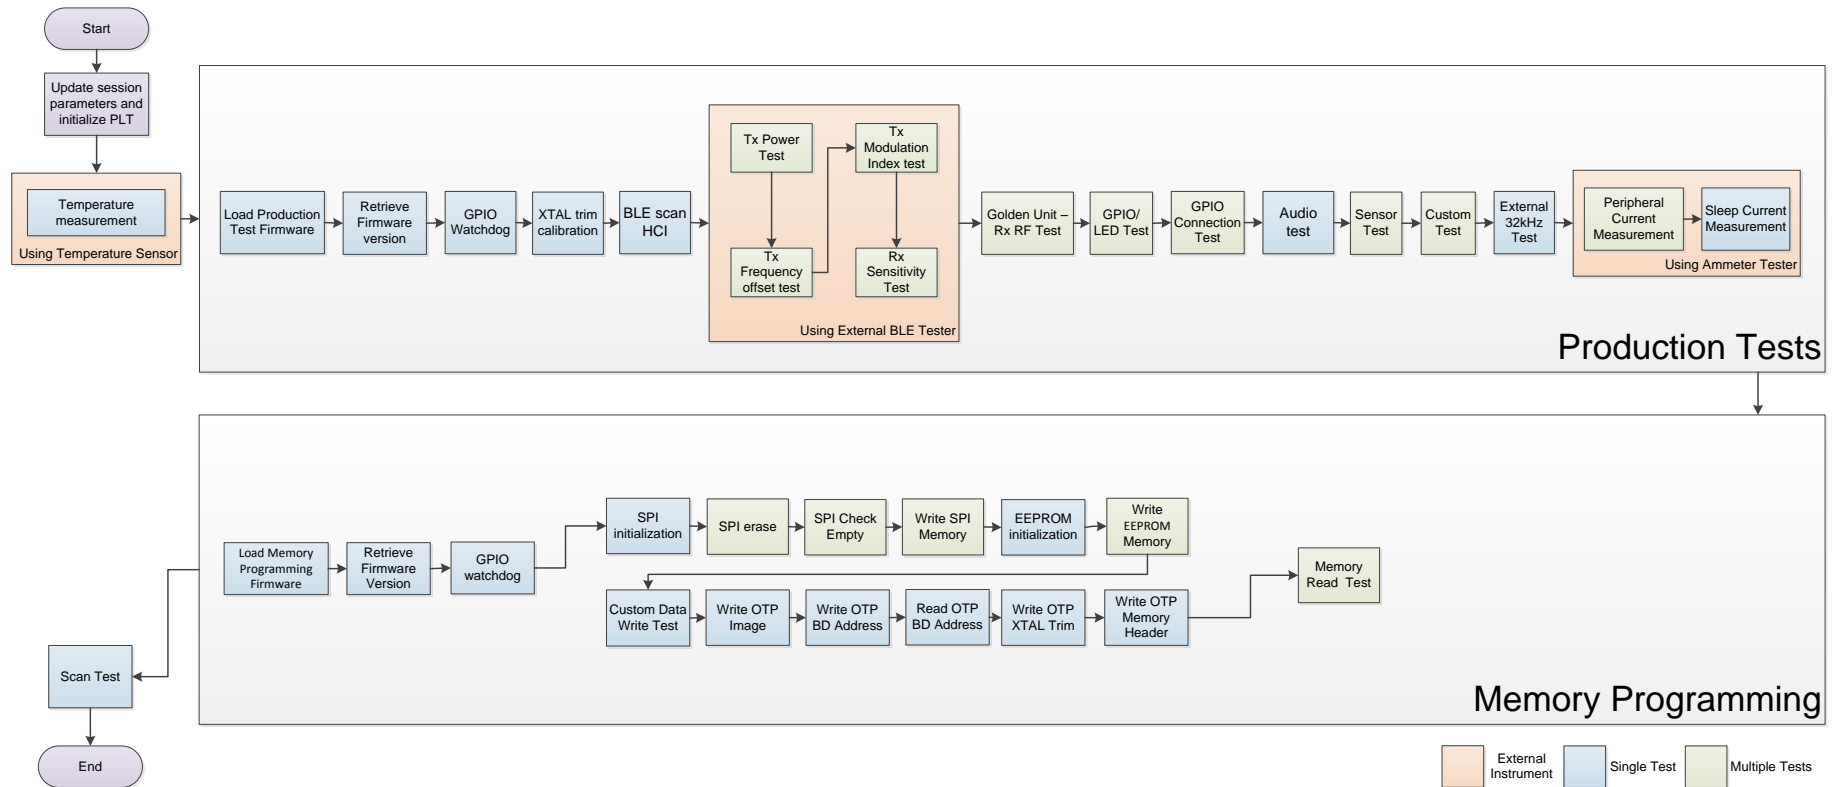 Start
Update session
parameters and
initialize PLT
Temperature
measurement
Using Temperature Sensor
Load Production
Test Firmware
Retrieve
Firmware
version
GPIO
Watchdog
XTAL trim
calibration
BLE scan
HCI
Tx Power
Test
Tx
Frequency
offset test
Tx
Modulation
Index test
Rx
Sensitivity
Test
Using External BLE Tester
Golden Unit –
Rx RF Test
GPIO/
LED Test
GPIO
Connection
Test
Audio
test
Sensor
Test
Custom
Test
External
32kHz
Test
Peripheral
Current
Measurement
Sleep Current
Measurement
Using Ammeter Tester
Production Tests
Load Memory
Programming
Firmware
Retrieve
Firmware
Version
GPIO
watchdog
SPI
initialization
SPI erase
SPI Check
Empty
Write SPI
Memory
EEPROM
initialization
Write
EEPROM
Memory
Custom Data
Write Test
Write OTP
Image
Write OTP
BD Address
Read OTP
BD Address
Write OTP
XTAL Trim
Write OTP
Memory
Header
Memory
Read Test
Memory Programming
Scan Test
End
External
Instrument
Single Test
Multiple Tests